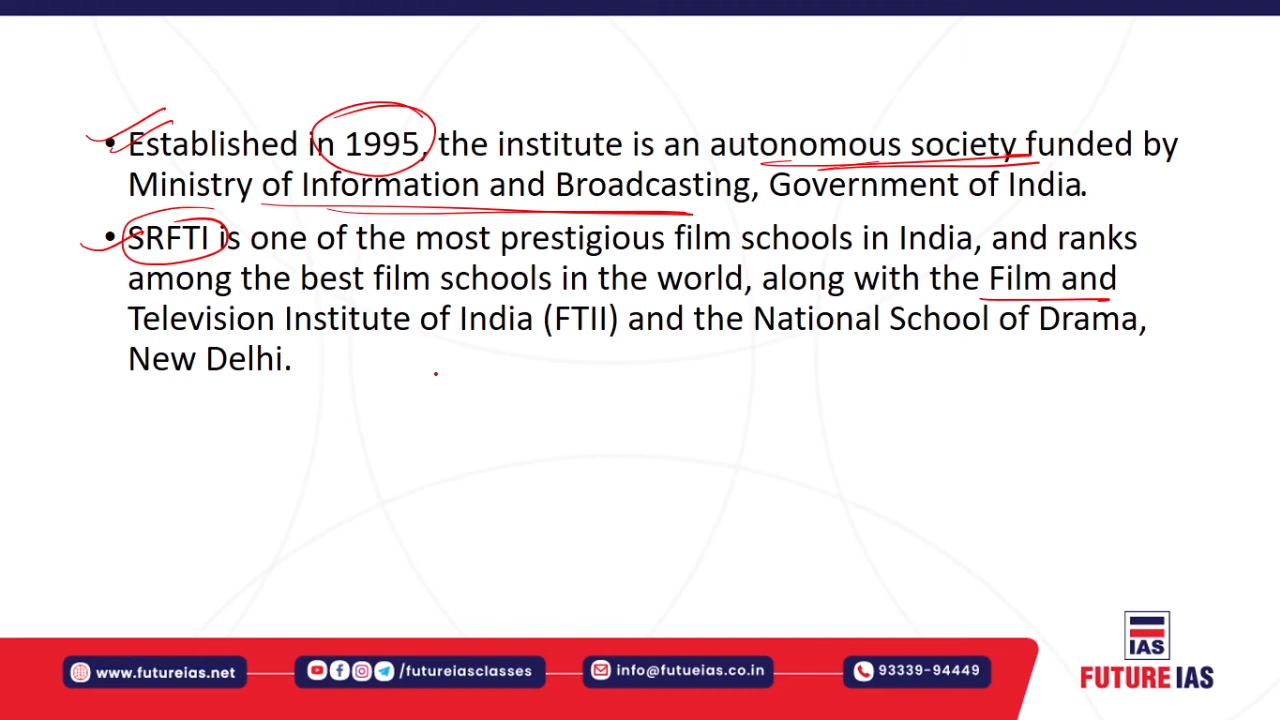 • Established in 1995, the institute is an autonomous society funded by
Ministry of Information and Broadcasting, Government of India.
• SRFTI is one of the most prestigious film schools in India, and ranks
among the best film schools in the world, along with the Film and
Television Institute of India (FTII) and the National School of Drama,
New Delhi.
IAS
FUTURE IAS
www.futureias.net
/futureiasclasses
info@futueias.co.in
93339-94449